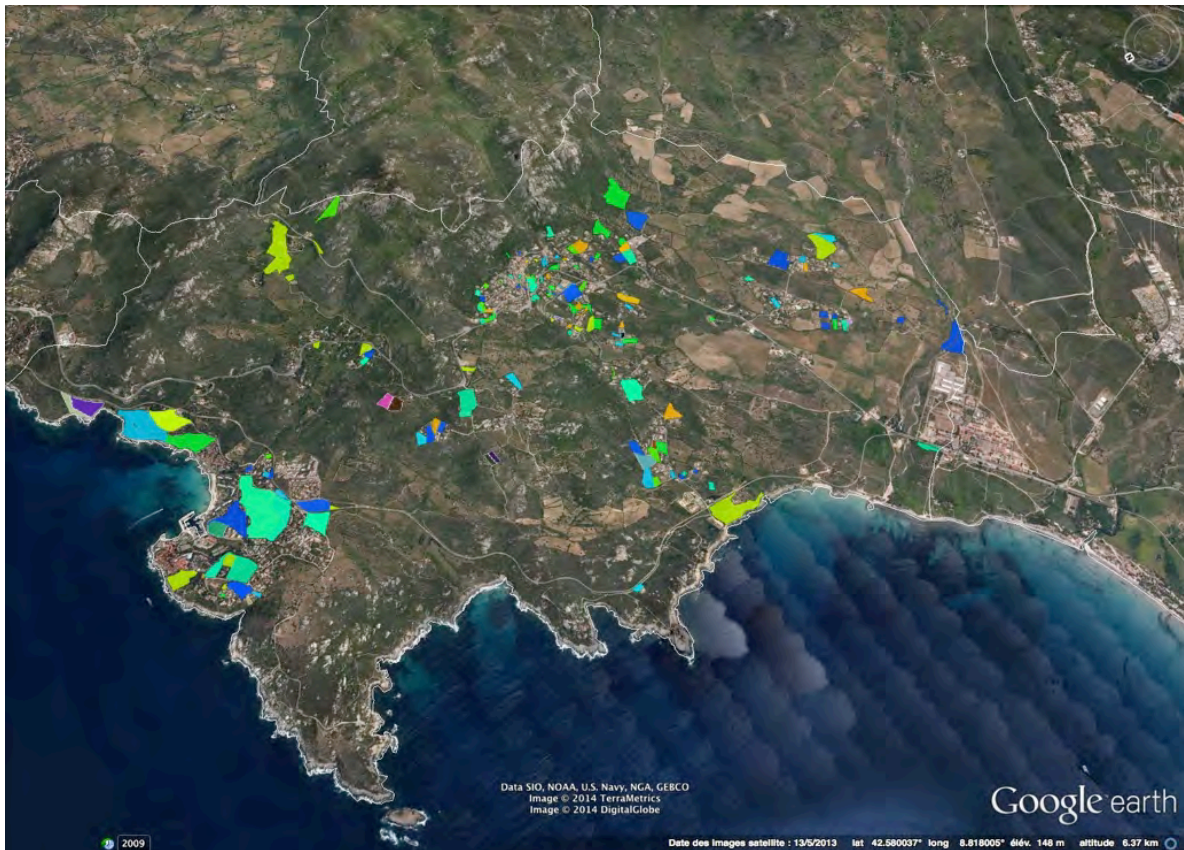 Data SIO, NOAA, U.S. Navy, NGA, GEBCO
Image © 2014 TerraMetrics
Image © 2014 DigitalGlobe
Google earth
2009
Date des images satellite : 13/5/2013 lat 42.580037° long 8.818005° élév. 148 m altitude 6.37 km